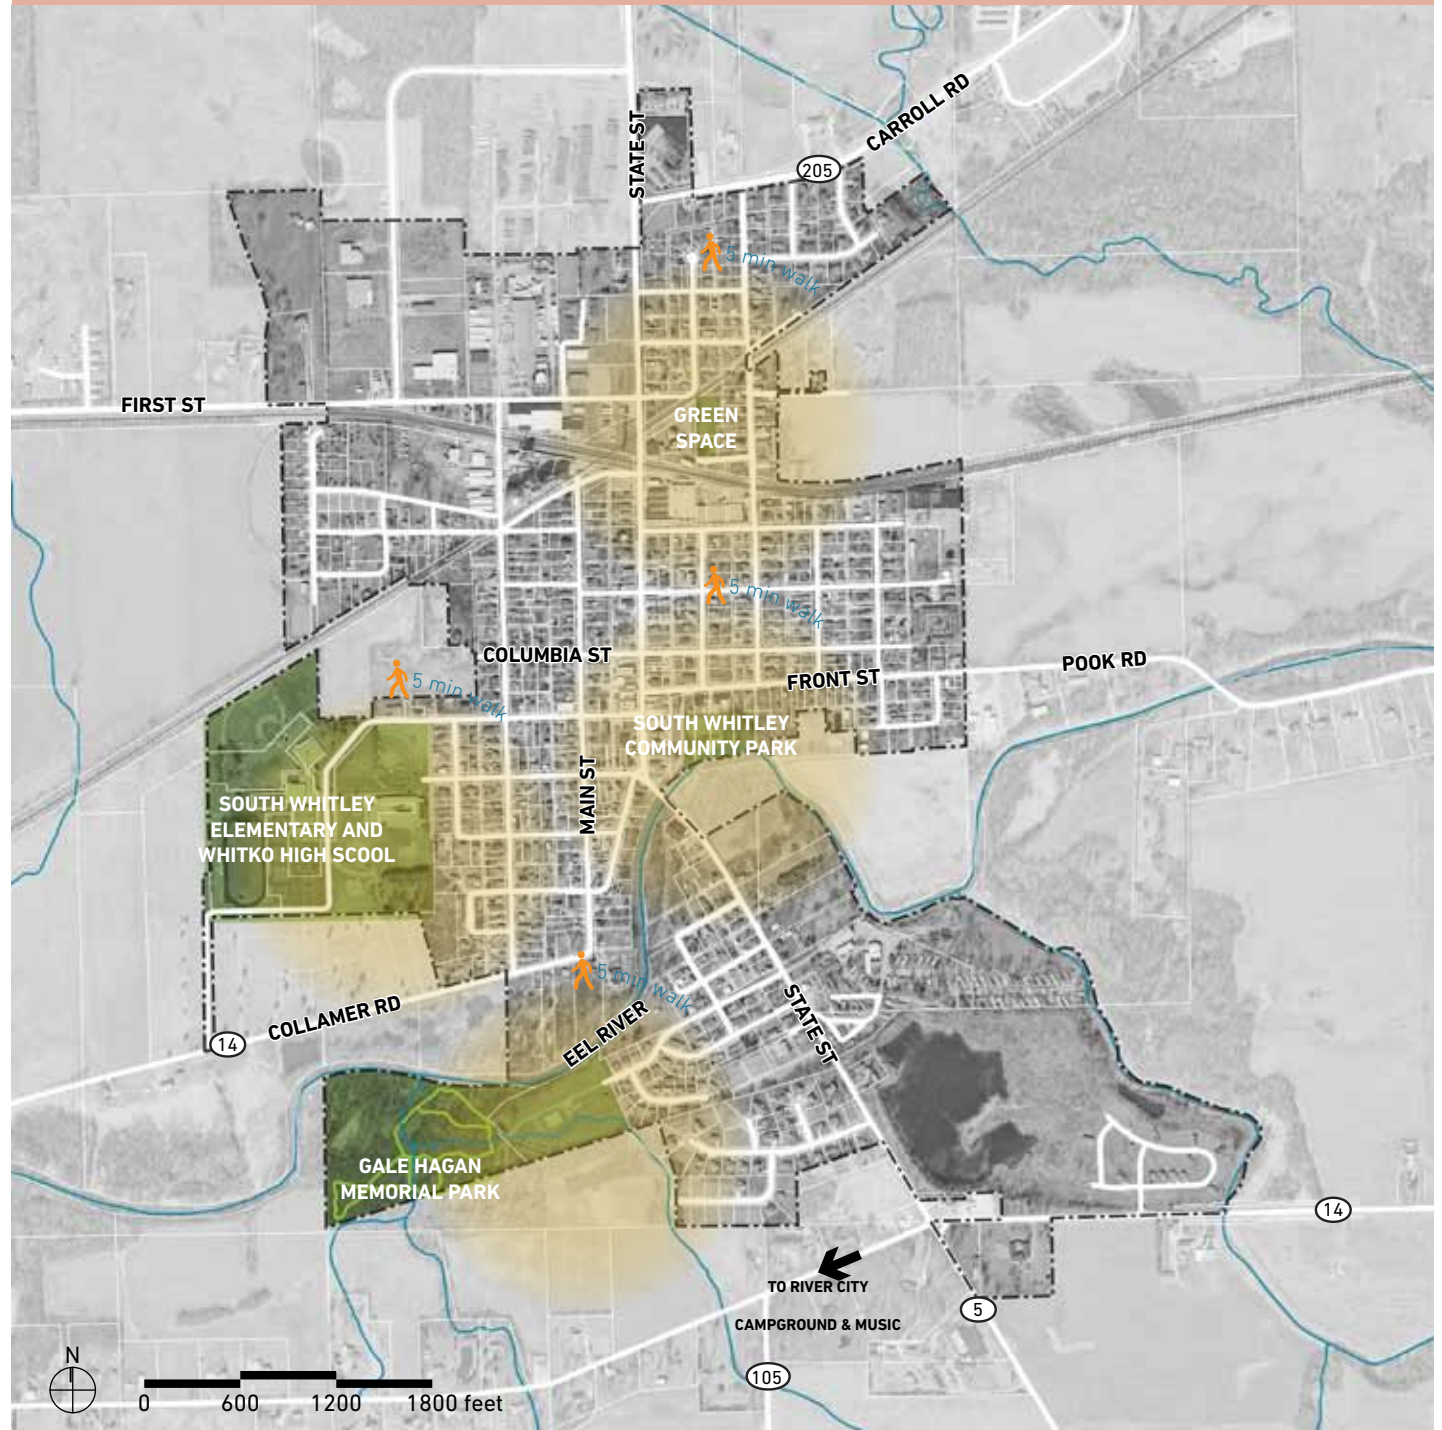 CARROLL RD
STATE ST
205
5 min walk
FIRST ST
GREEN
SPACE
5 min walk
COLUMBIA ST
POOK RD
FRONT ST
5 min walk
SOUTH WHITLEY
COMMUNITY PARK
MAIN ST
SOUTH WHITLEY
ELEMENTARY AND
WHITKO HIGH SCOOL
5 min walk
COLLAMER RD
EEL RIVER
STATE ST
14
GALE HAGAN
MEMORIAL PARK
14
TO RIVER CITY
CAMPGROUND & MUSIC
5
105
N
0 600 1200 1800 feet